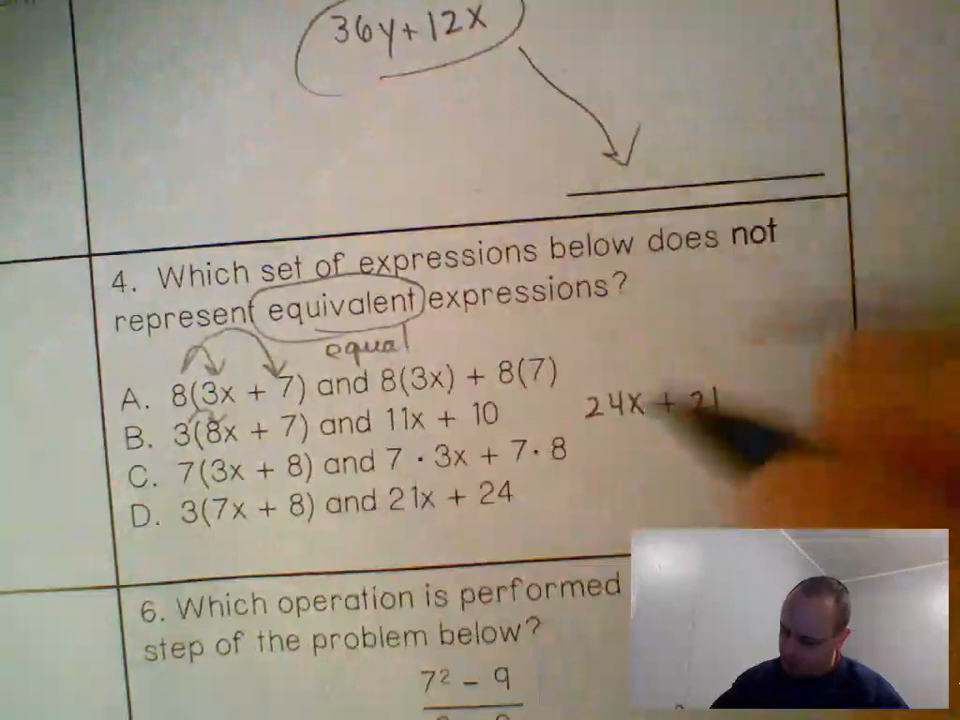 36y + 12x
4. Which set of expressions below does not
represent equivalent expressions?
equal
A. 8(3x + 7) and 8(3x) + 8(7)
B. 3(8x + 7) and 11x + 10
24x + 21
C. 7(3x + 8) and 7 · 3x + 7 · 8
D. 3(7x + 8) and 21x + 24
6. Which operation is performed
step of the problem below?
7² - 9